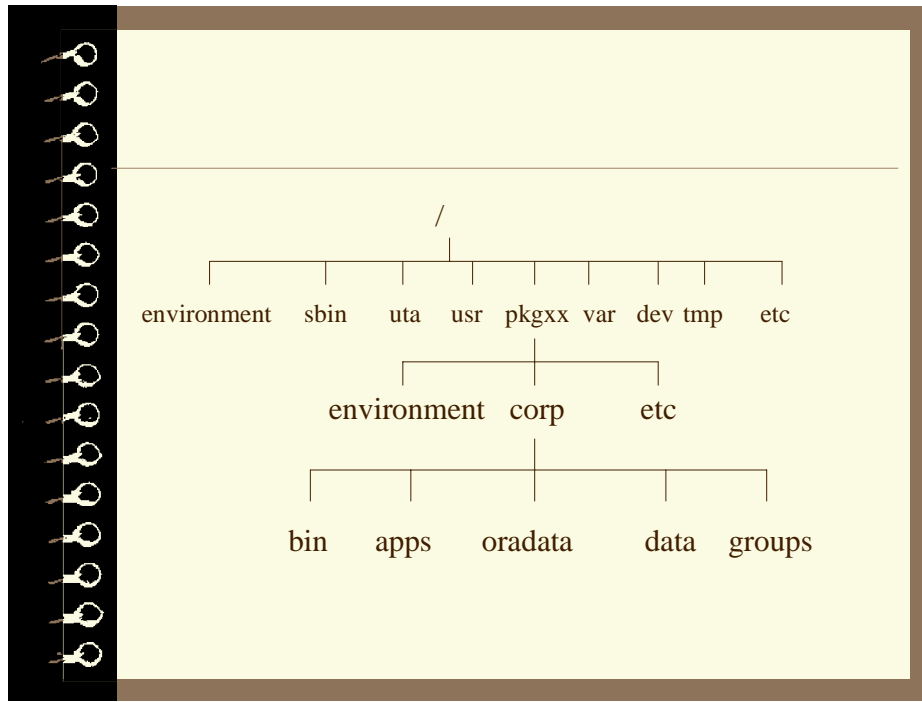 /
environment sbin uta usr pkgxx var dev tmp etc
environment corp etc
bin apps oradata data groups